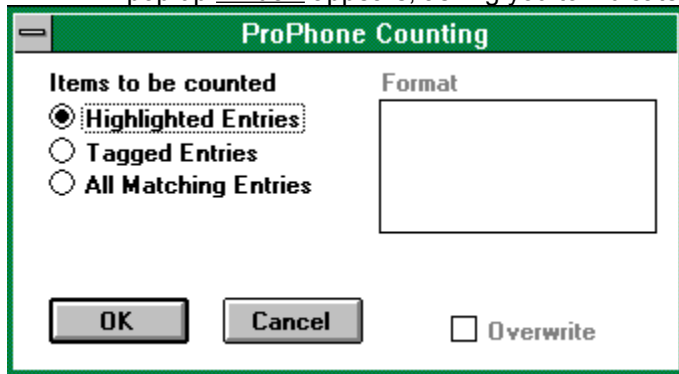 ProPhone Counting
Items to be counted
Format
Highlighted Entries
Tagged Entries
All Matching Entries
OK
Cancel
Overwrite